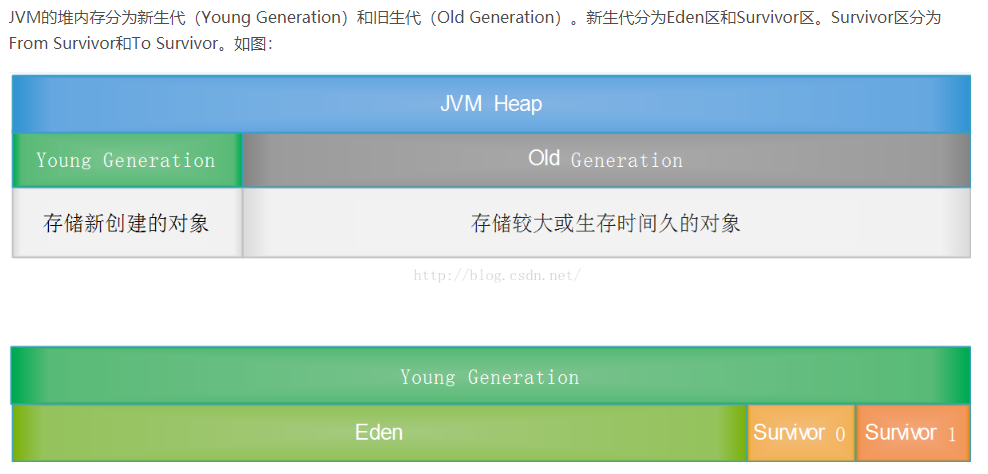 JVM的堆内存分为新生代（Young Generation）和旧生代（Old Generation）。新生代分为Eden区和Survivor区。Survivor区分为
From Survivor和To Survivor。如图：
JVM Heap
Young Generation
Old Generation
存储新创建的对象
存储较大或生存时间久的对象
http://blog.csdn.net/
Young Generation
Eden
Survivor 0
Survivor 1